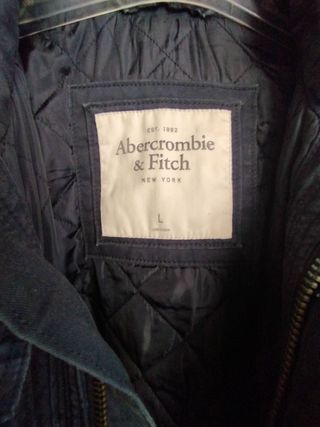 EST. 1892
Abercrombie
& Fitch
NEW YORK
L